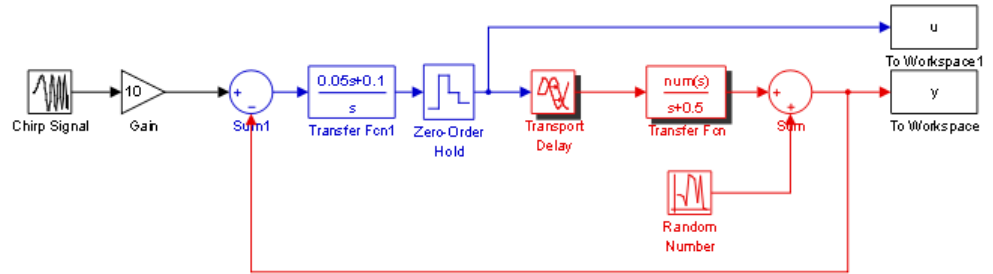 u
To Workspace1
10
+
−
0.05s+0.1
s
num(s)
s+0.5
+
+
y
Chirp Signal
Gain
Sum1
Transfer Fcn1
Zero-Order
Hold
Transport
Delay
Transfer Fcn
Sum
To Workspace
Random
Number